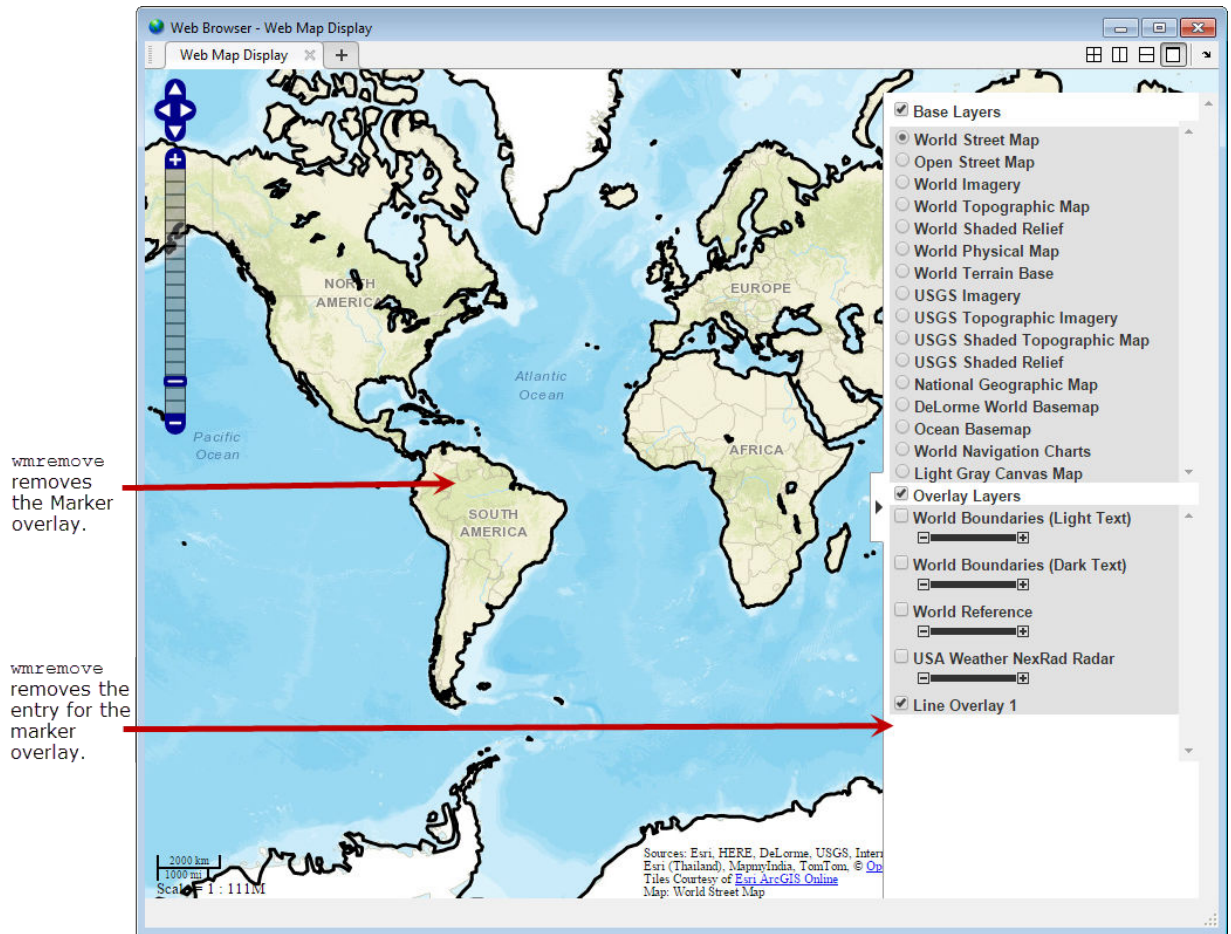 Web Browser - Web Map Display
Web Map Display
wmremove
removes
the Marker
overlay.
wmremove
removes the
entry for the
marker
overlay.
NORTH
AMERICA
EUROPE
Atlantic
Ocean
Pacific
Ocean
AFRICA
SOUTH
AMERICA
2000 km
1000 mi
Scale = 1 : 111M
Sources: Esri, HERE, DeLorme, USGS, Inter
Esri (Thailand), MapmyIndia, TomTom, © Op
Tiles Courtesy of Esri ArcGIS Online
Map: World Street Map
Base Layers
World Street Map
Open Street Map
World Imagery
World Topographic Map
World Shaded Relief
World Physical Map
World Terrain Base
USGS Imagery
USGS Topographic Imagery
USGS Shaded Topographic Map
USGS Shaded Relief
National Geographic Map
DeLorme World Basemap
Ocean Basemap
World Navigation Charts
Light Gray Canvas Map
Overlay Layers
World Boundaries (Light Text)
World Boundaries (Dark Text)
World Reference
USA Weather NexRad Radar
Line Overlay 1